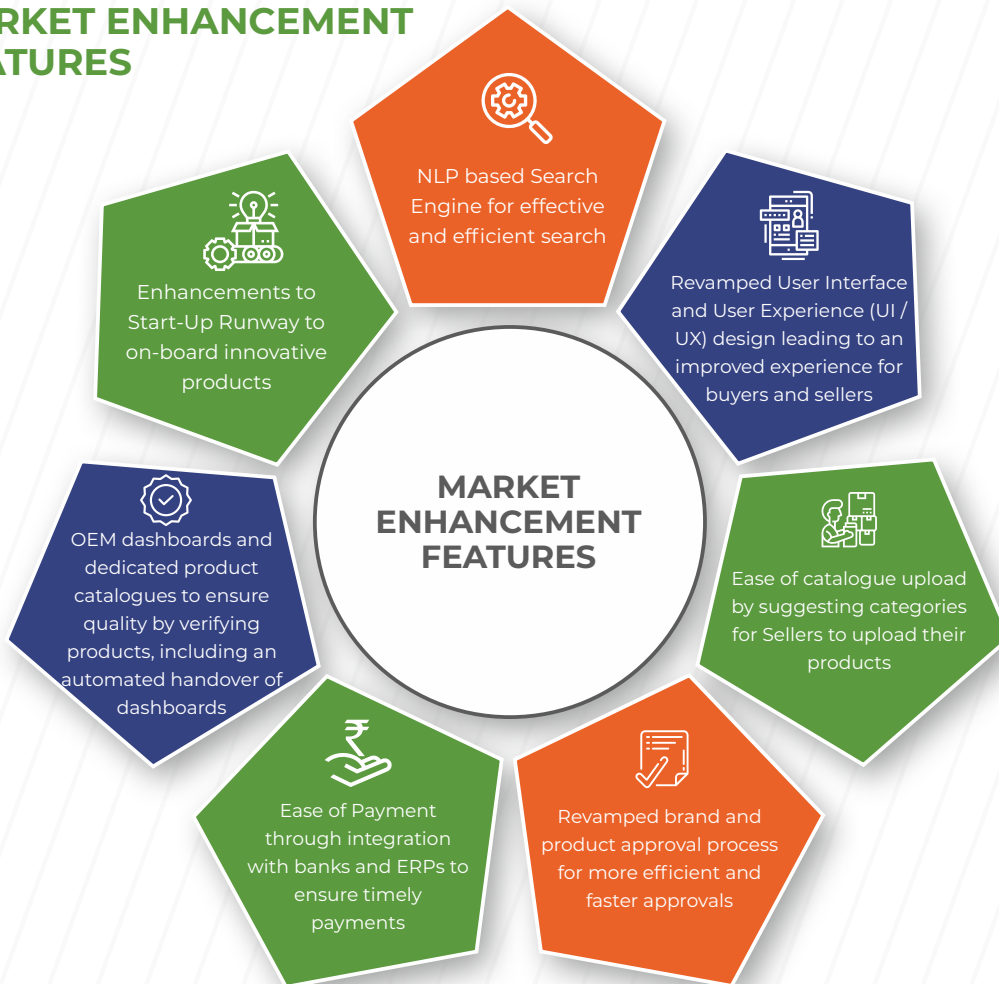 RKET ENHANCEMENT
ATURES
NLP based Search
Engine for effective
and efficient search
Revamped User Interface
and User Experience (UI /
UX) design leading to an
improved experience for
buyers and sellers
Ease of catalogue upload
by suggesting categories
for Sellers to upload their
products
Revamped brand and
product approval process
for more efficient and
faster approvals
Ease of Payment
through integration
with banks and ERPs to
ensure timely
payments
OEM dashboards and
dedicated product
catalogues to ensure
quality by verifying
products, including an
automated handover of
dashboards
Enhancements to
Start-Up Runway to
on-board innovative
products
MARKET
ENHANCEMENT
FEATURES
₹